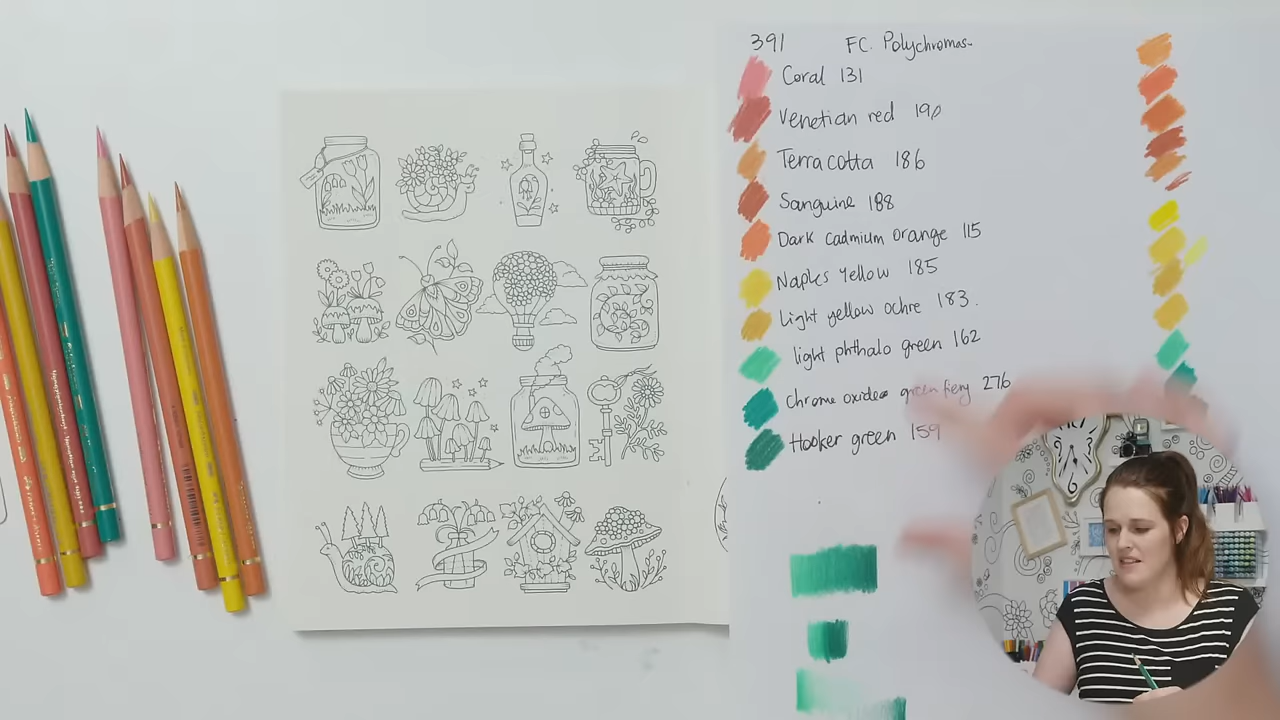 391 FC. Polychromas-
Coral 131
Venetian red 190
Terracotta 186
Sanguine 188
Dark Cadmium orange 115
Naples Yellow 185
Light yellow ochre 183.
light phthalo green 162
Chrome oxide green fiery 276
Hooker green 159